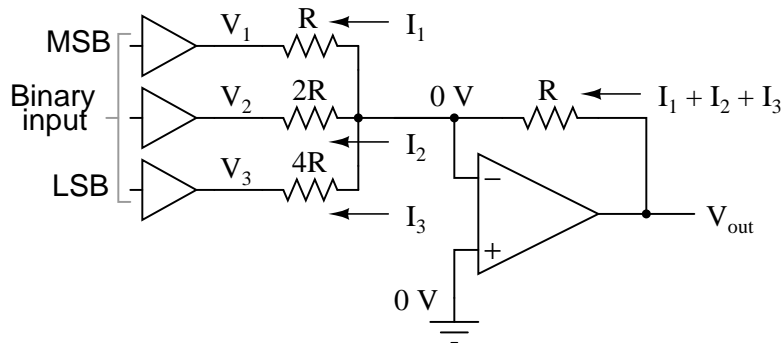 MSB
V1
R
I1
Binary
input
V2
2R
0 V
R
I1 + I2 + I3
I2
LSB
V3
4R
I3
−
+
Vout
0 V